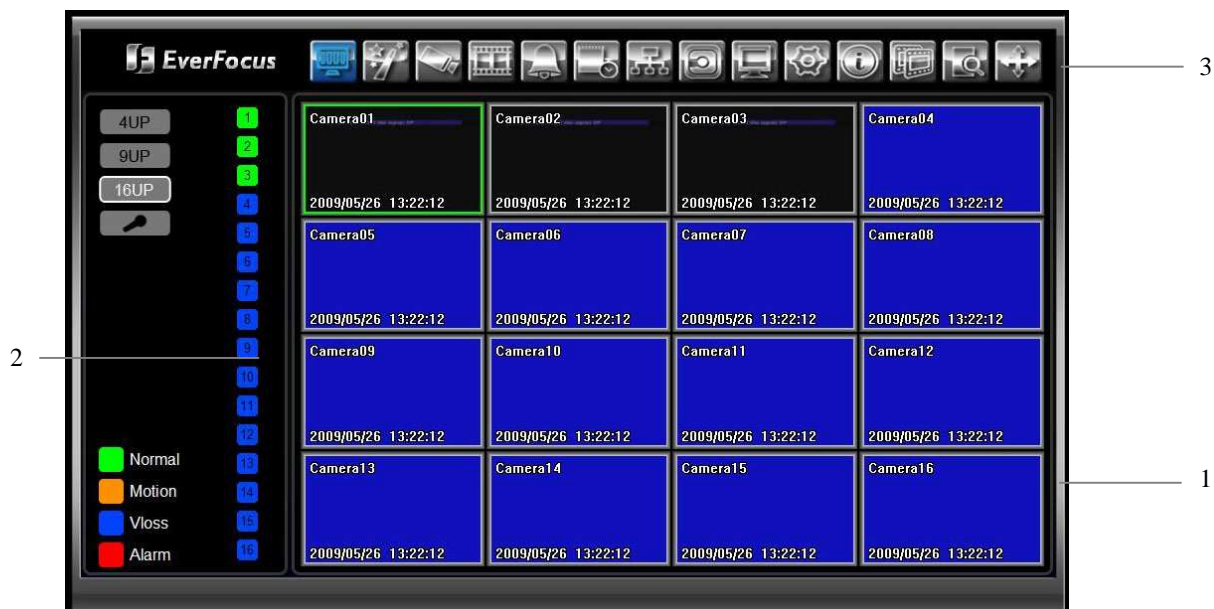 EverFocus
3
4UP
9UP
16UP
1
2
3
4
5
6
7
8
9
10
11
12
13
14
15
16
Normal
Motion
Vloss
Alarm
Camera01 Camera02 Camera03 Camera04
2009/05/26 13:22:12 2009/05/26 13:22:12 2009/05/26 13:22:12 2009/05/26 13:22:12
Camera05 Camera06 Camera07 Camera08
2009/05/26 13:22:12 2009/05/26 13:22:12 2009/05/26 13:22:12 2009/05/26 13:22:12
Camera09 Camera10 Camera11 Camera12
2009/05/26 13:22:12 2009/05/26 13:22:12 2009/05/26 13:22:12 2009/05/26 13:22:12
Camera13 Camera14 Camera15 Camera16
2009/05/26 13:22:12 2009/05/26 13:22:12 2009/05/26 13:22:12 2009/05/26 13:22:12
2
1